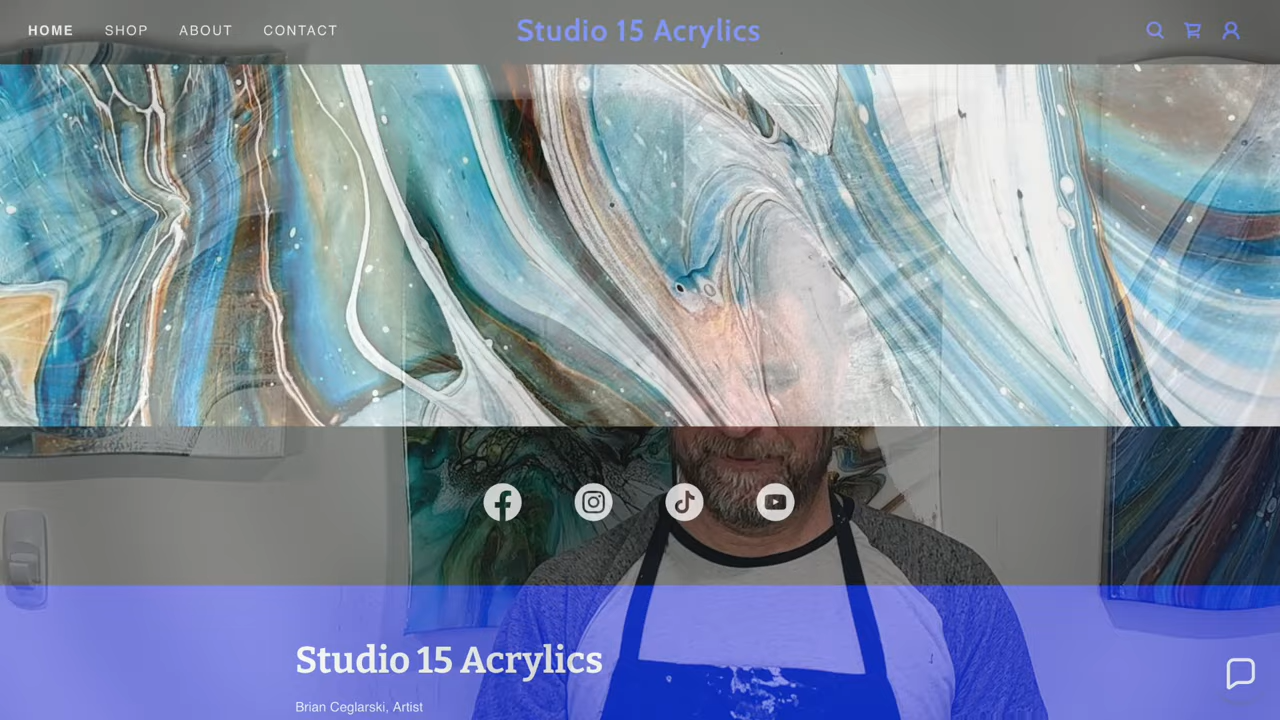 HOME SHOP ABOUT CONTACT Studio 15 Acrylics
Studio 15 Acrylics
Brian Ceglarski, Artist